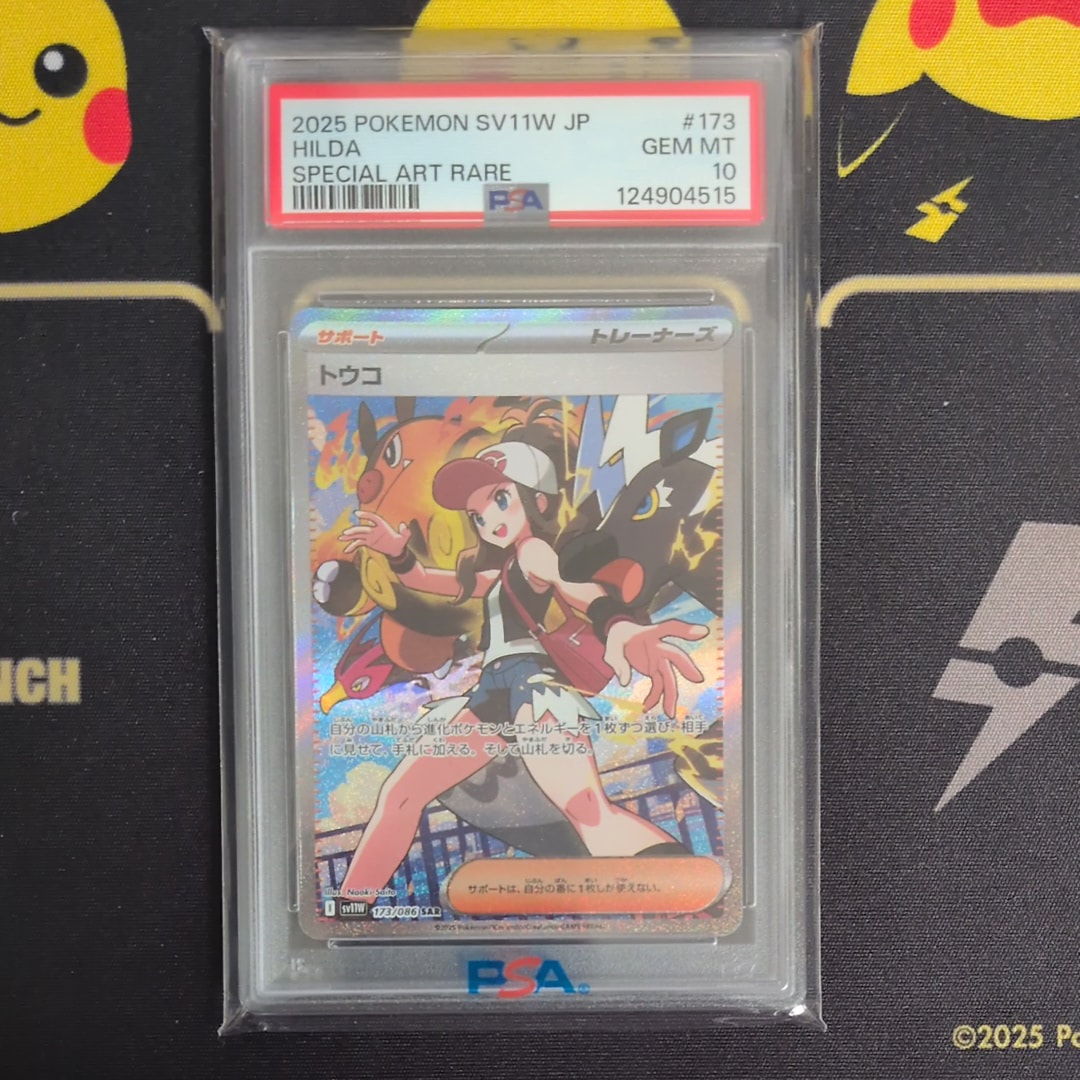 2025 POKEMON SV11W JP #173
HILDA GEM MT
SPECIAL ART RARE 10
PSA 124904515
サポート トレーナーズ
トウコ
自分の山札から進化ポケモンとエネルギーを1枚ずつ選び、相手
に見せて、手札に加える。そして山札を切る。
NCH
サポートは、自分の番に1枚しか使えない。
Illus. Naoki Saito
I sv11W 173/086 SAR
PSA
©2025 Po